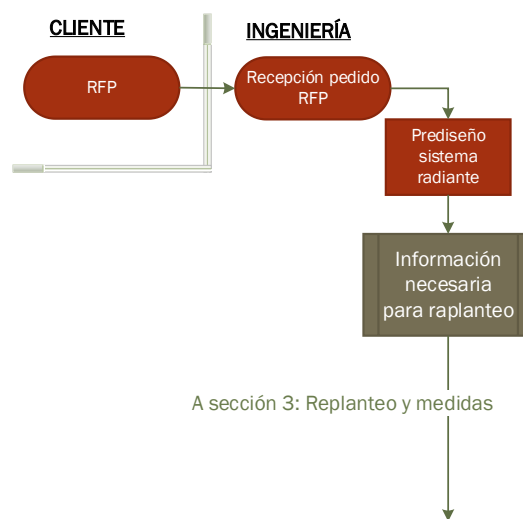 CLIENTE
INGENIERÍA
RFP
Recepción pedido
RFP
Prediseño
sistema
radiante
Información
necesaria
para raplanteo
A sección 3: Replanteo y medidas